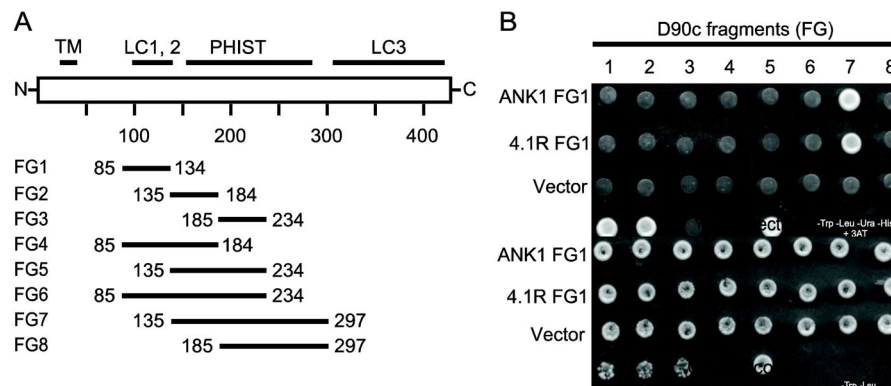 A
TM LC1, 2 PHIST LC3
N C
100 200 300 400
FG1 85 134
FG2 135 184
FG3 185 234
FG4 85 184
FG5 135 234
FG6 85 234
FG7 135 297
FG8 185 297
B
D90c fragments (FG)
1 2 3 4 5 6 7 8
ANK1 FG1
4.1R FG1
Vector
-Trp -Leu -Ura -His
+ 3AT
ANK1 FG1
4.1R FG1
Vector
-Trp -Leu